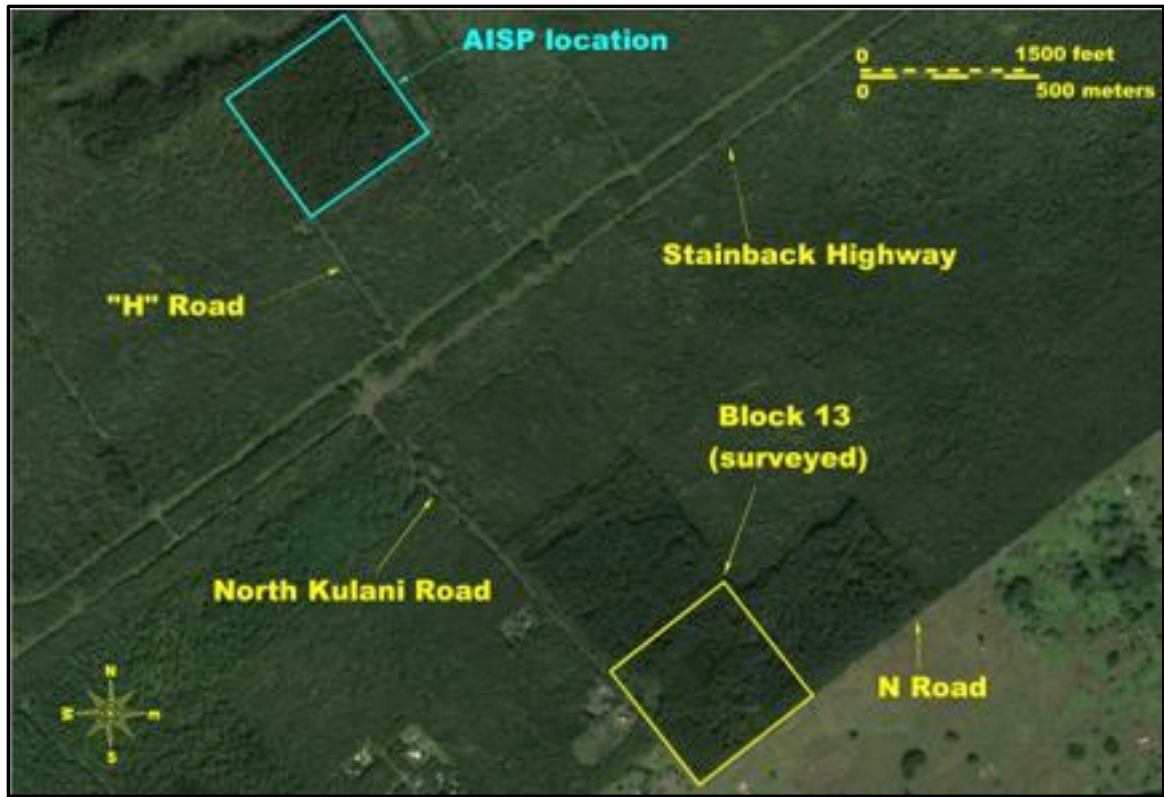 AISP location
0 1500 feet
0 500 meters
Stainback Highway
"H" Road
Block 13
(surveyed)
North Kulani Road
N Road
N
W E
S